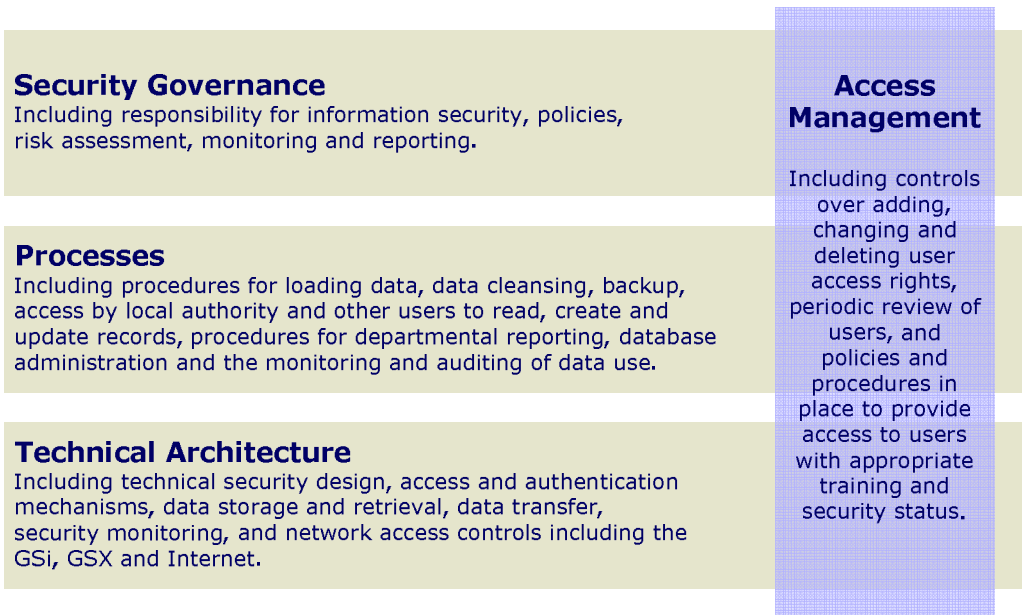 Security Governance
Including responsibility for information security, policies,
risk assessment, monitoring and reporting.
Processes
Including procedures for loading data, data cleansing, backup,
access by local authority and other users to read, create and
update records, procedures for departmental reporting, database
administration and the monitoring and auditing of data use.
Technical Architecture
Including technical security design, access and authentication
mechanisms, data storage and retrieval, data transfer,
security monitoring, and network access controls including the
GSi, GSX and Internet.
Access
Management
Including controls
over adding,
changing and
deleting user
access rights,
periodic review of
users, and
policies and
procedures in
place to provide
access to users
with appropriate
training and
security status.